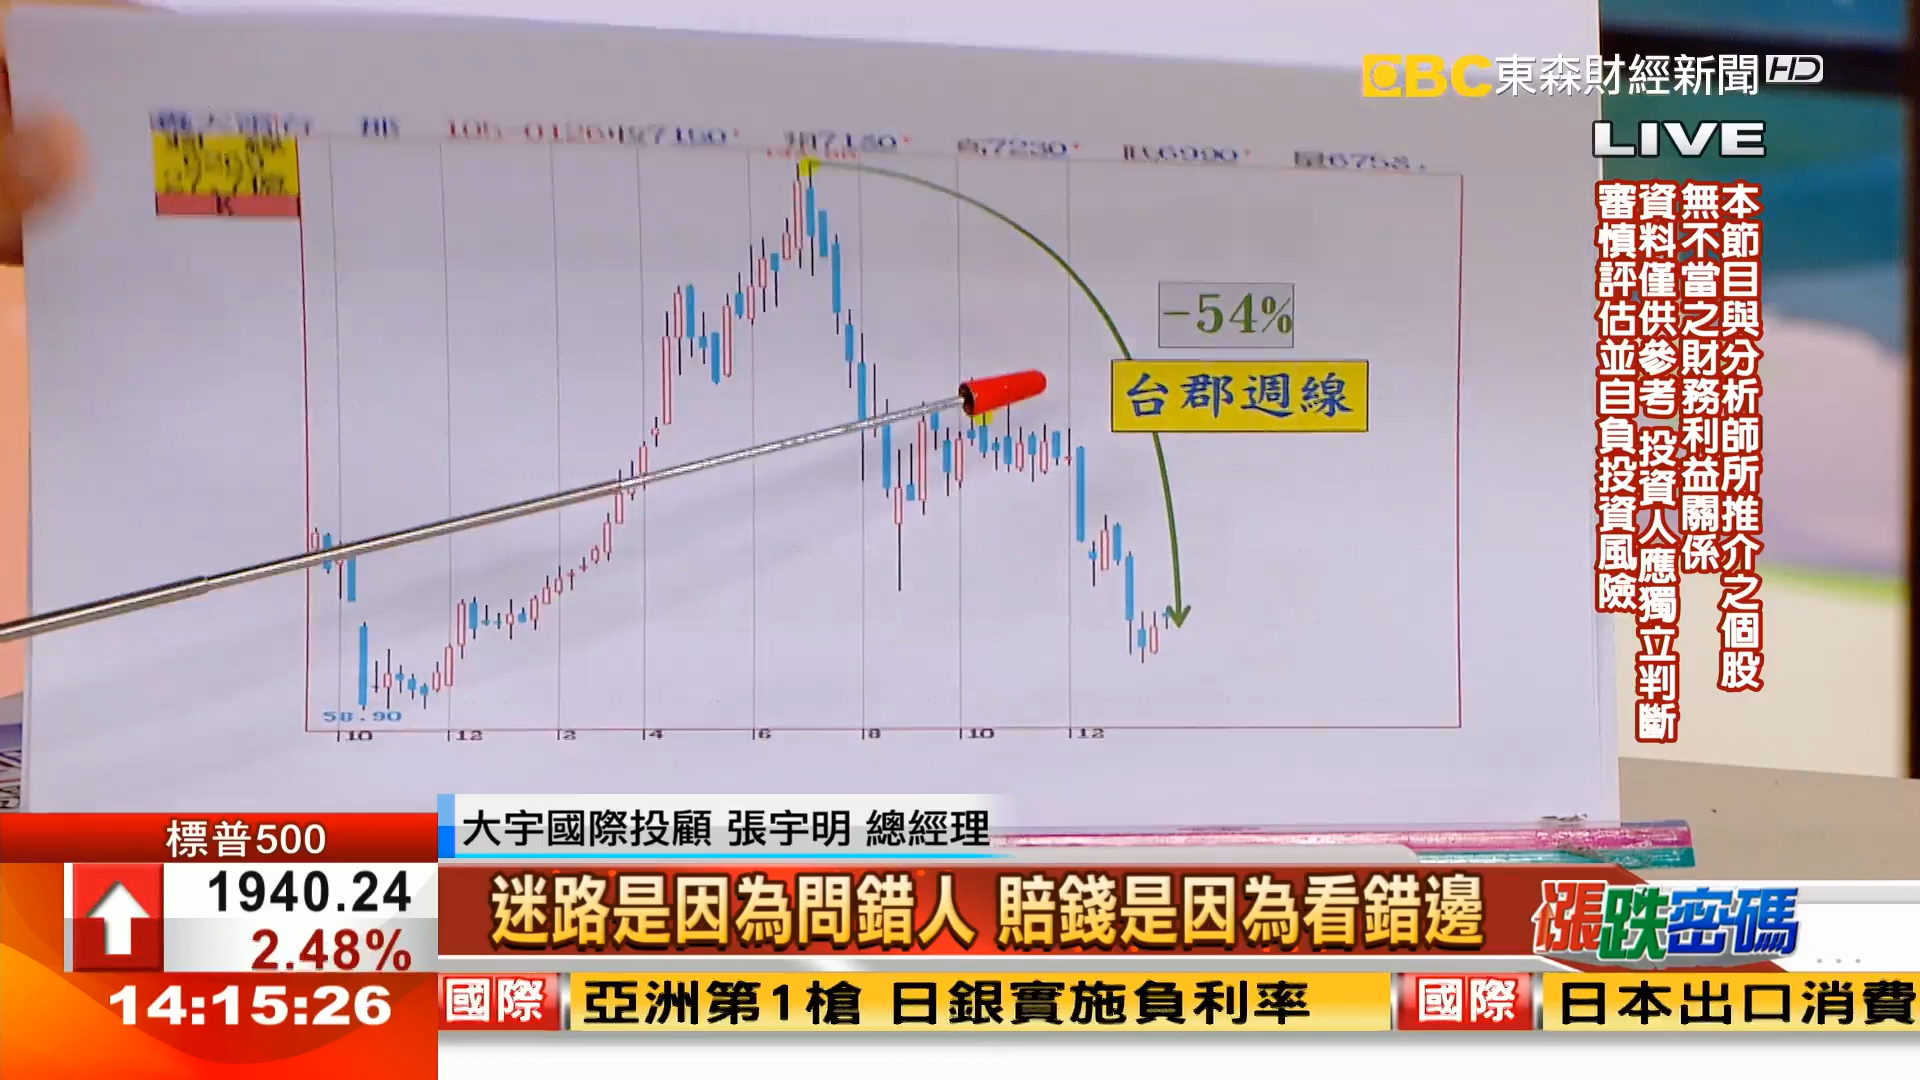 EBC 東森財經新聞 HD
LIVE
本節目與分析師所推介之個股
無不當之財務利益關係
資料僅供參考 投資人應獨立判斷
審慎評估並自負投資風險
-54%
台郡週線
58.90
10 12 2 4 6 8 10 12
大宇國際投顧 張宇明 總經理
標普500
1940.24
2.48%
14:15:26
迷路是因為問錯人 賠錢是因為看錯邊
漲跌密碼
國際 亞洲第1槍 日銀實施負利率 國際 日本出口消費